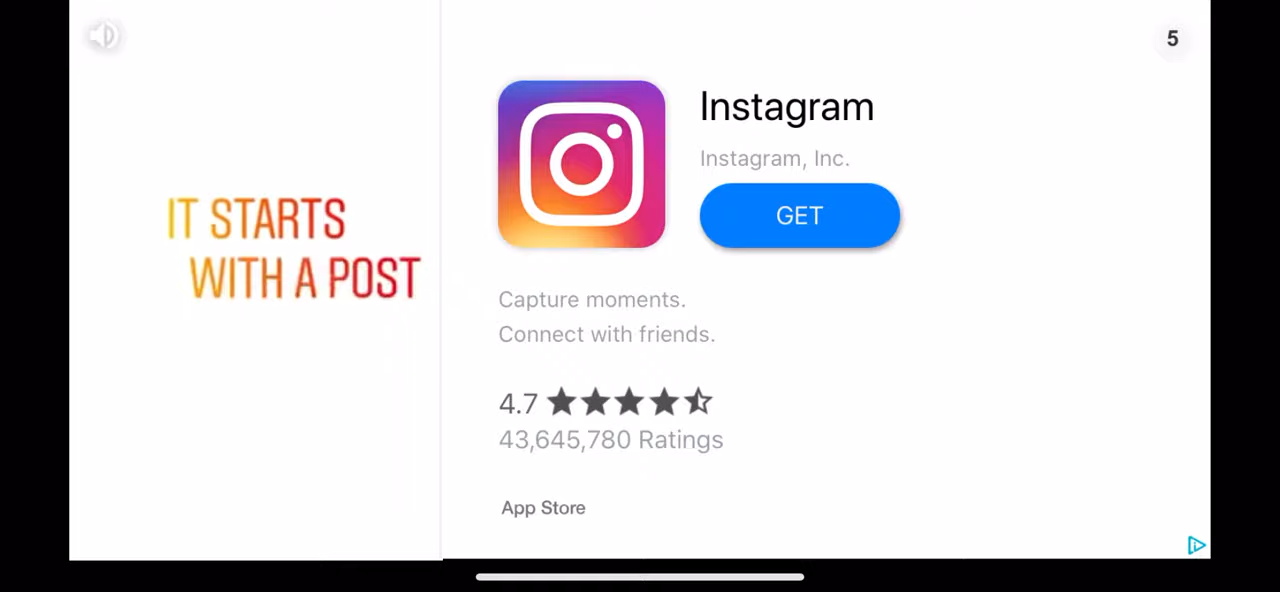 IT STARTS
WITH A POST
5
Instagram
Instagram, Inc.
GET
Capture moments.
Connect with friends.
4.7
43,645,780 Ratings
App Store